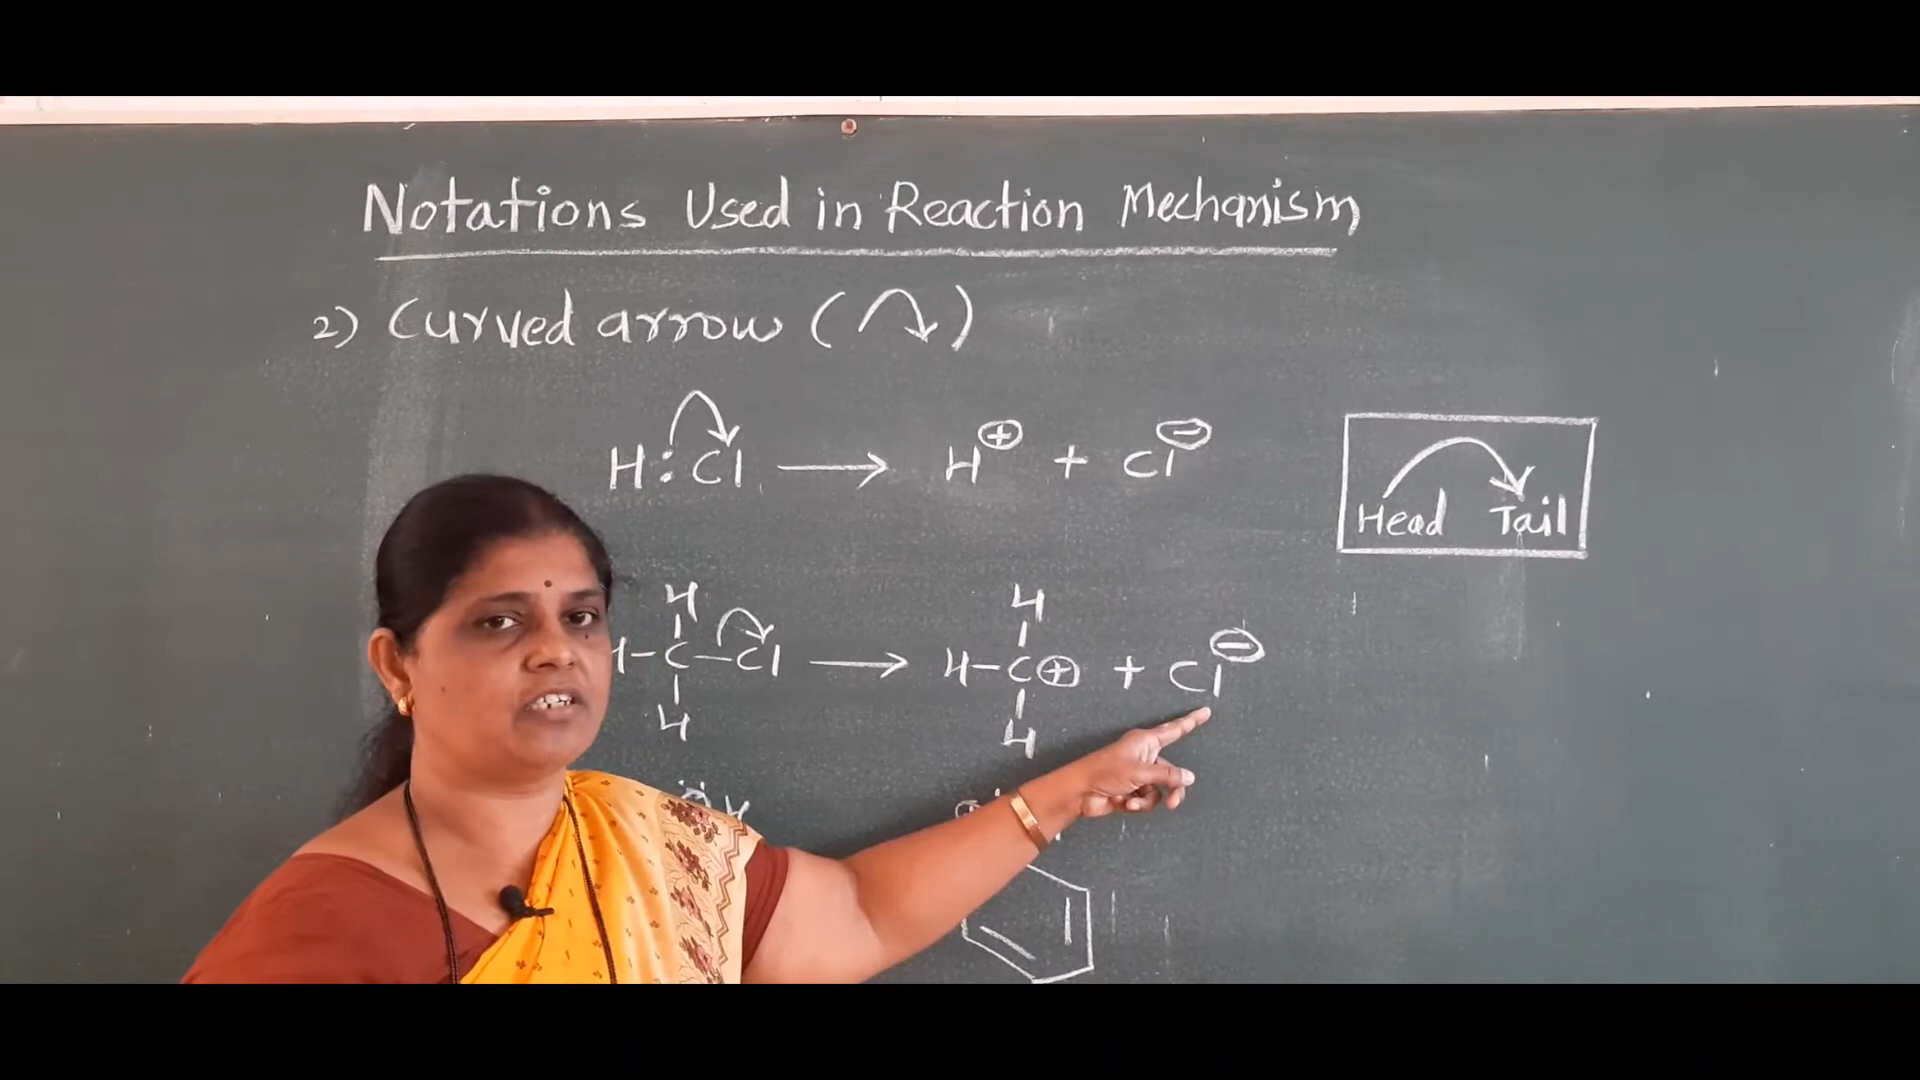 Notations Used in Reaction Mechanism
2) Curved arrow (↷)
H:Cl ⟶ H⊕ + Cl⊖
Head Tail
H H
H–C–Cl ⟶ H–C⊕ + Cl⊖
H H